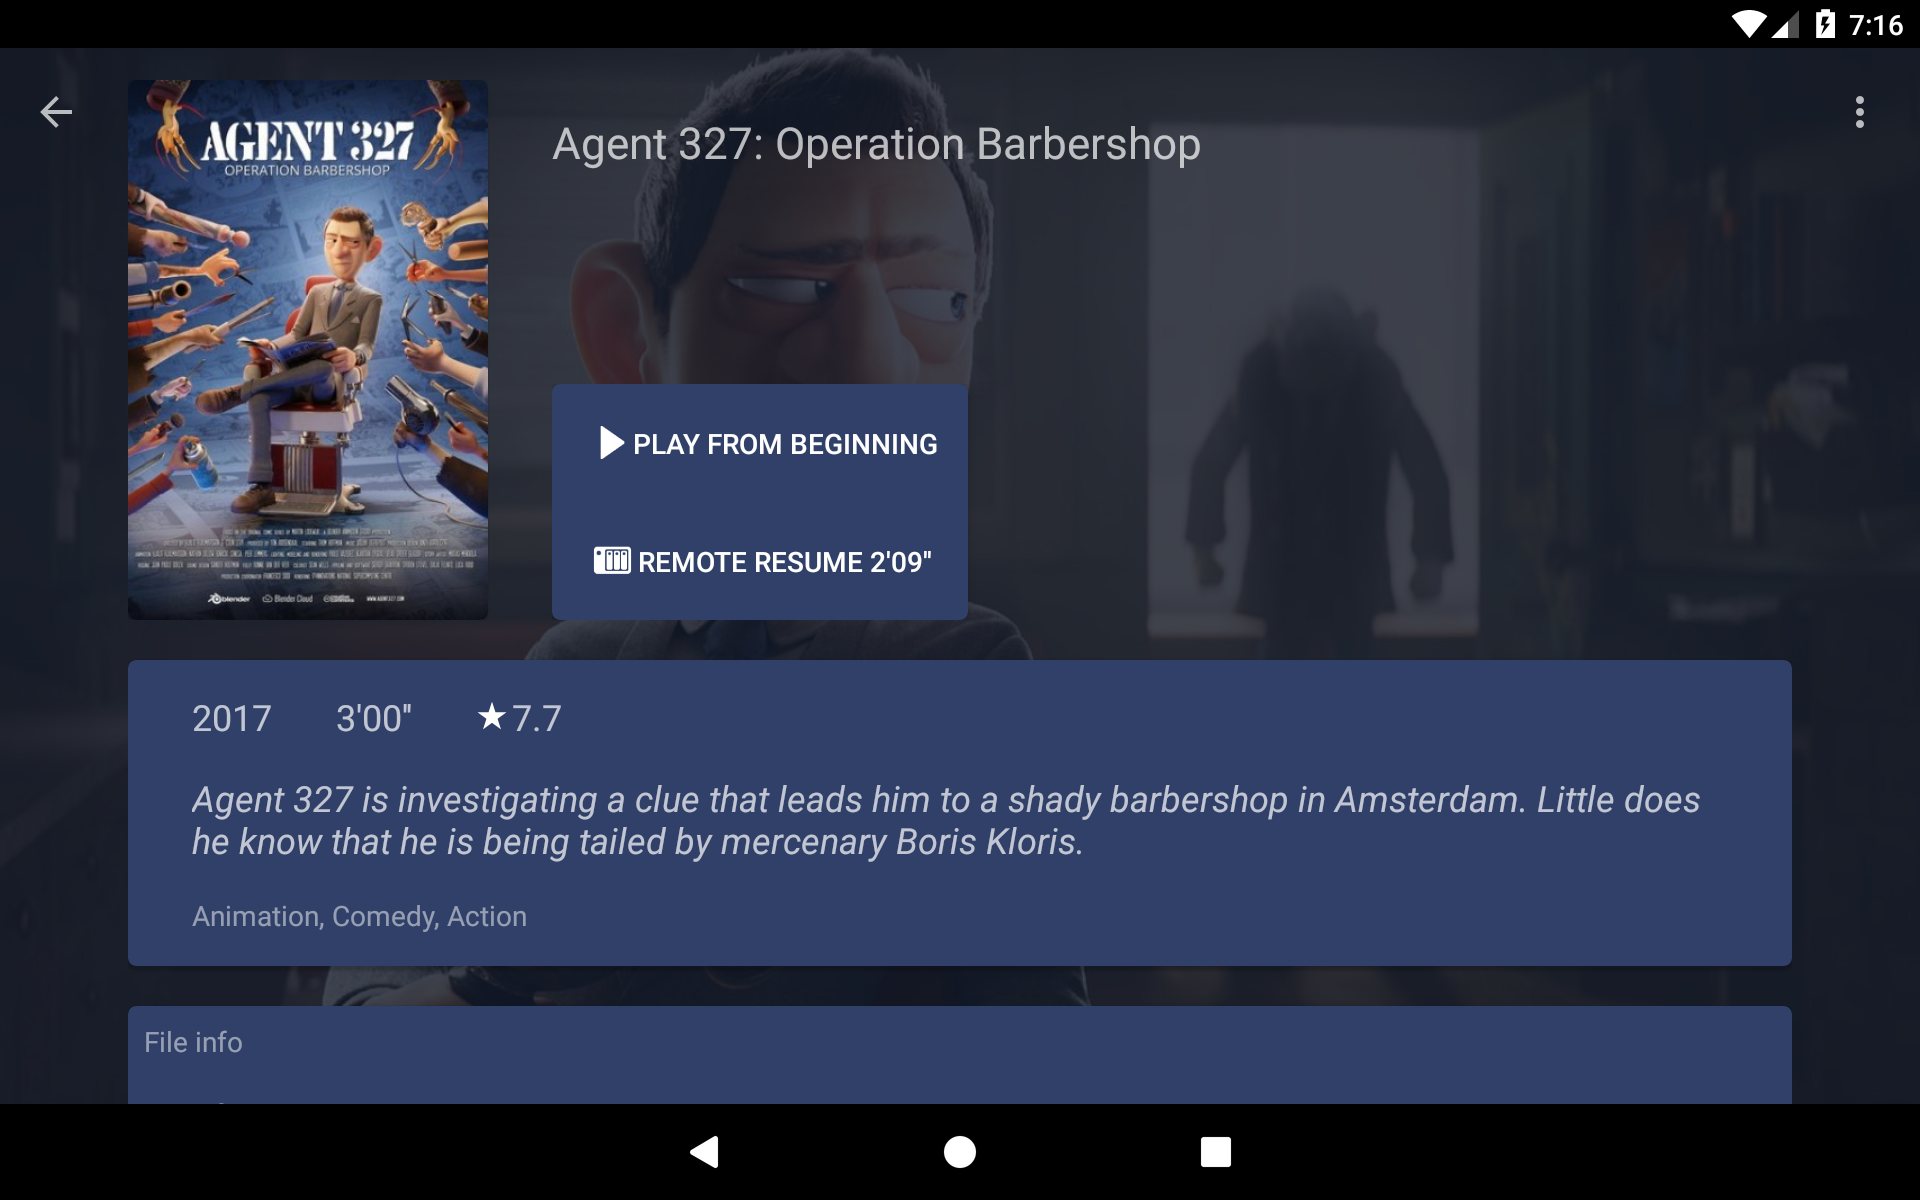 7:16
AGENT 327
OPERATION BARBERSHOP
Agent 327: Operation Barbershop
PLAY FROM BEGINNING
REMOTE RESUME 2'09"
blender
Blender Cloud
2017 3'00" ★7.7
Agent 327 is investigating a clue that leads him to a shady barbershop in Amsterdam. Little does
he know that he is being tailed by mercenary Boris Kloris.
Animation, Comedy, Action
File info